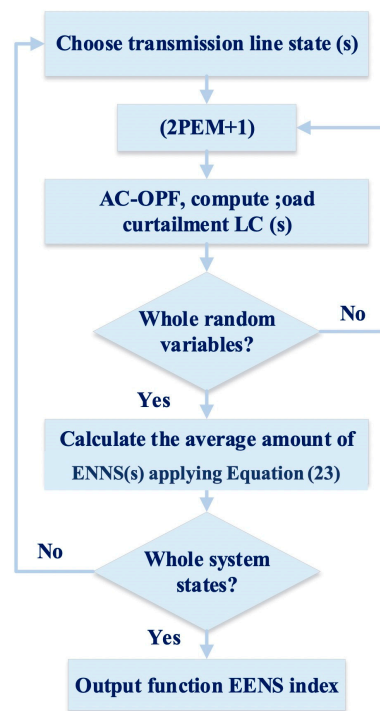 Choose transmission line state (s)
(2PEM+1)
AC-OPF, compute ;oad
curtailment LC (s)
Whole random
variables?
No
Yes
Calculate the average amount of
ENNS(s) applying Equation (23)
No
Whole system
states?
Yes
Output function EENS index